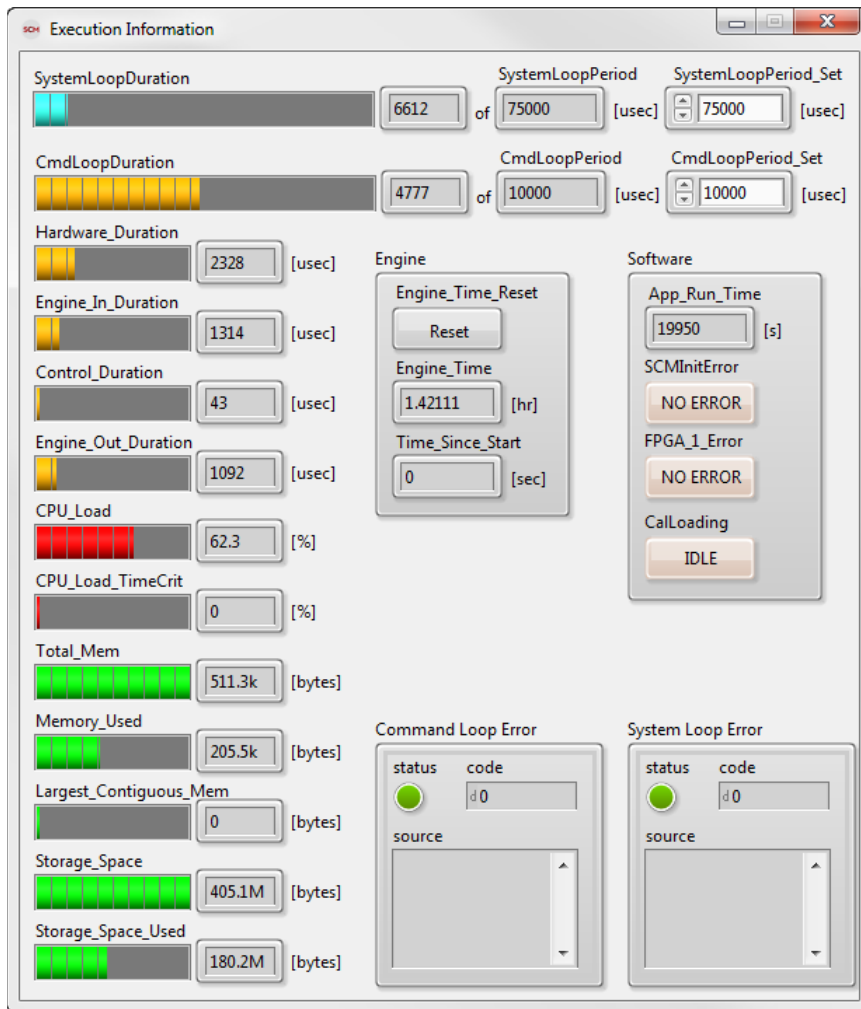 SCM Execution Information
SystemLoopDuration SystemLoopPeriod SystemLoopPeriod_Set
6612 of 75000 [usec] 75000 [usec]
CmdLoopDuration CmdLoopPeriod CmdLoopPeriod_Set
4777 of 10000 [usec] 10000 [usec]
Hardware_Duration
2328 [usec]
Engine_In_Duration
1314 [usec]
Control_Duration
43 [usec]
Engine_Out_Duration
1092 [usec]
CPU_Load
62.3 [%]
CPU_Load_TimeCrit
0 [%]
Total_Mem
511.3k [bytes]
Memory_Used
205.5k [bytes]
Largest_Contiguous_Mem
0 [bytes]
Storage_Space
405.1M [bytes]
Storage_Space_Used
180.2M [bytes]
Engine
Engine_Time_Reset
Reset
Engine_Time
1.42111 [hr]
Time_Since_Start
0 [sec]
Software
App_Run_Time
19950 [s]
SCMInitError
NO ERROR
FPGA_1_Error
NO ERROR
CalLoading
IDLE
Command Loop Error
status code
d 0
source
System Loop Error
status code
d 0
source